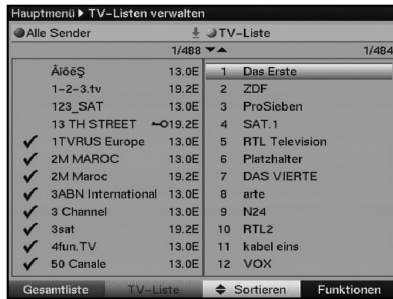 Hauptmenü ▶ TV-Listen verwalten
Alle Sender
1/488
ÂïôëŞ 13.0E
1-2-3.tv 19.2E
123_SAT 13.0E
13 TH STREET 19.2E
✓ 1TVRUS Europe 13.0E
✓ 2M MAROC 13.0E
✓ 2M Maroc 19.2E
✓ 3ABN International 13.0E
✓ 3 Channel 13.0E
✓ 3sat 19.2E
✓ 4fun.TV 13.0E
✓ 50 Canale 13.0E
TV-Liste
1/484
1 Das Erste
2 ZDF
3 ProSieben
4 SAT.1
5 RTL Television
6 Platzhalter
7 DAS VIERTE
8 arte
9 N24
10 RTL2
11 kabel eins
12 VOX
Gesamtliste TV-Liste Sortieren Funktionen